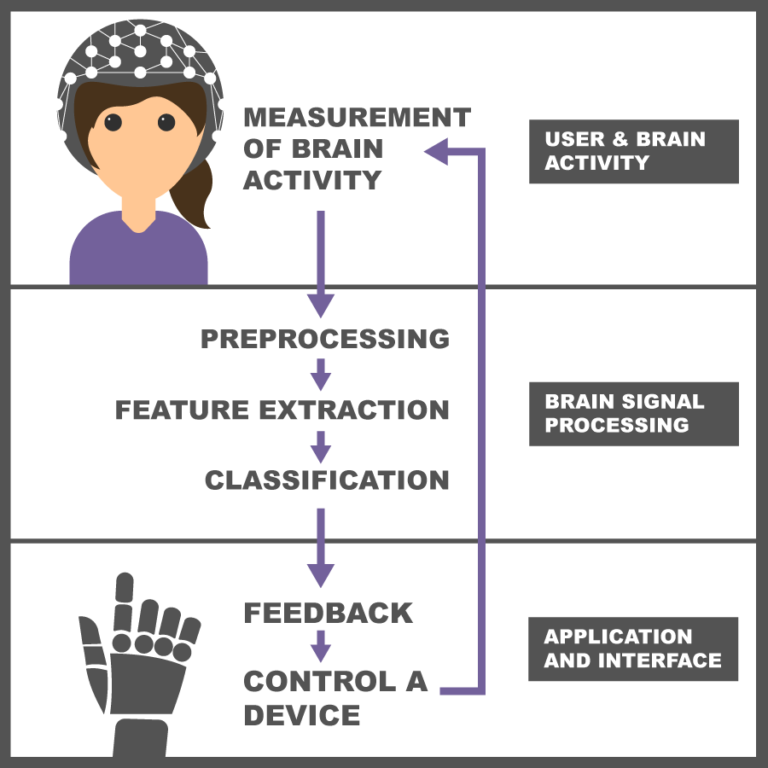 MEASUREMENT
OF BRAIN
ACTIVITY
USER & BRAIN
ACTIVITY
PREPROCESSING
FEATURE EXTRACTION
CLASSIFICATION
BRAIN SIGNAL
PROCESSING
FEEDBACK
CONTROL A
DEVICE
APPLICATION
AND INTERFACE